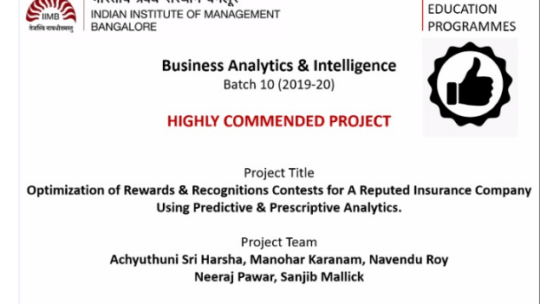 IIMB
INDIAN INSTITUTE OF MANAGEMENT
BANGALORE
EDUCATION
PROGRAMMES
Business Analytics & Intelligence
Batch 10 (2019-20)
HIGHLY COMMENDED PROJECT
Project Title
Optimization of Rewards & Recognitions Contests for A Reputed Insurance Company
Using Predictive & Prescriptive Analytics.
Project Team
Achyuthuni Sri Harsha, Manohar Karanam, Navendu Roy
Neeraj Pawar, Sanjib Mallick